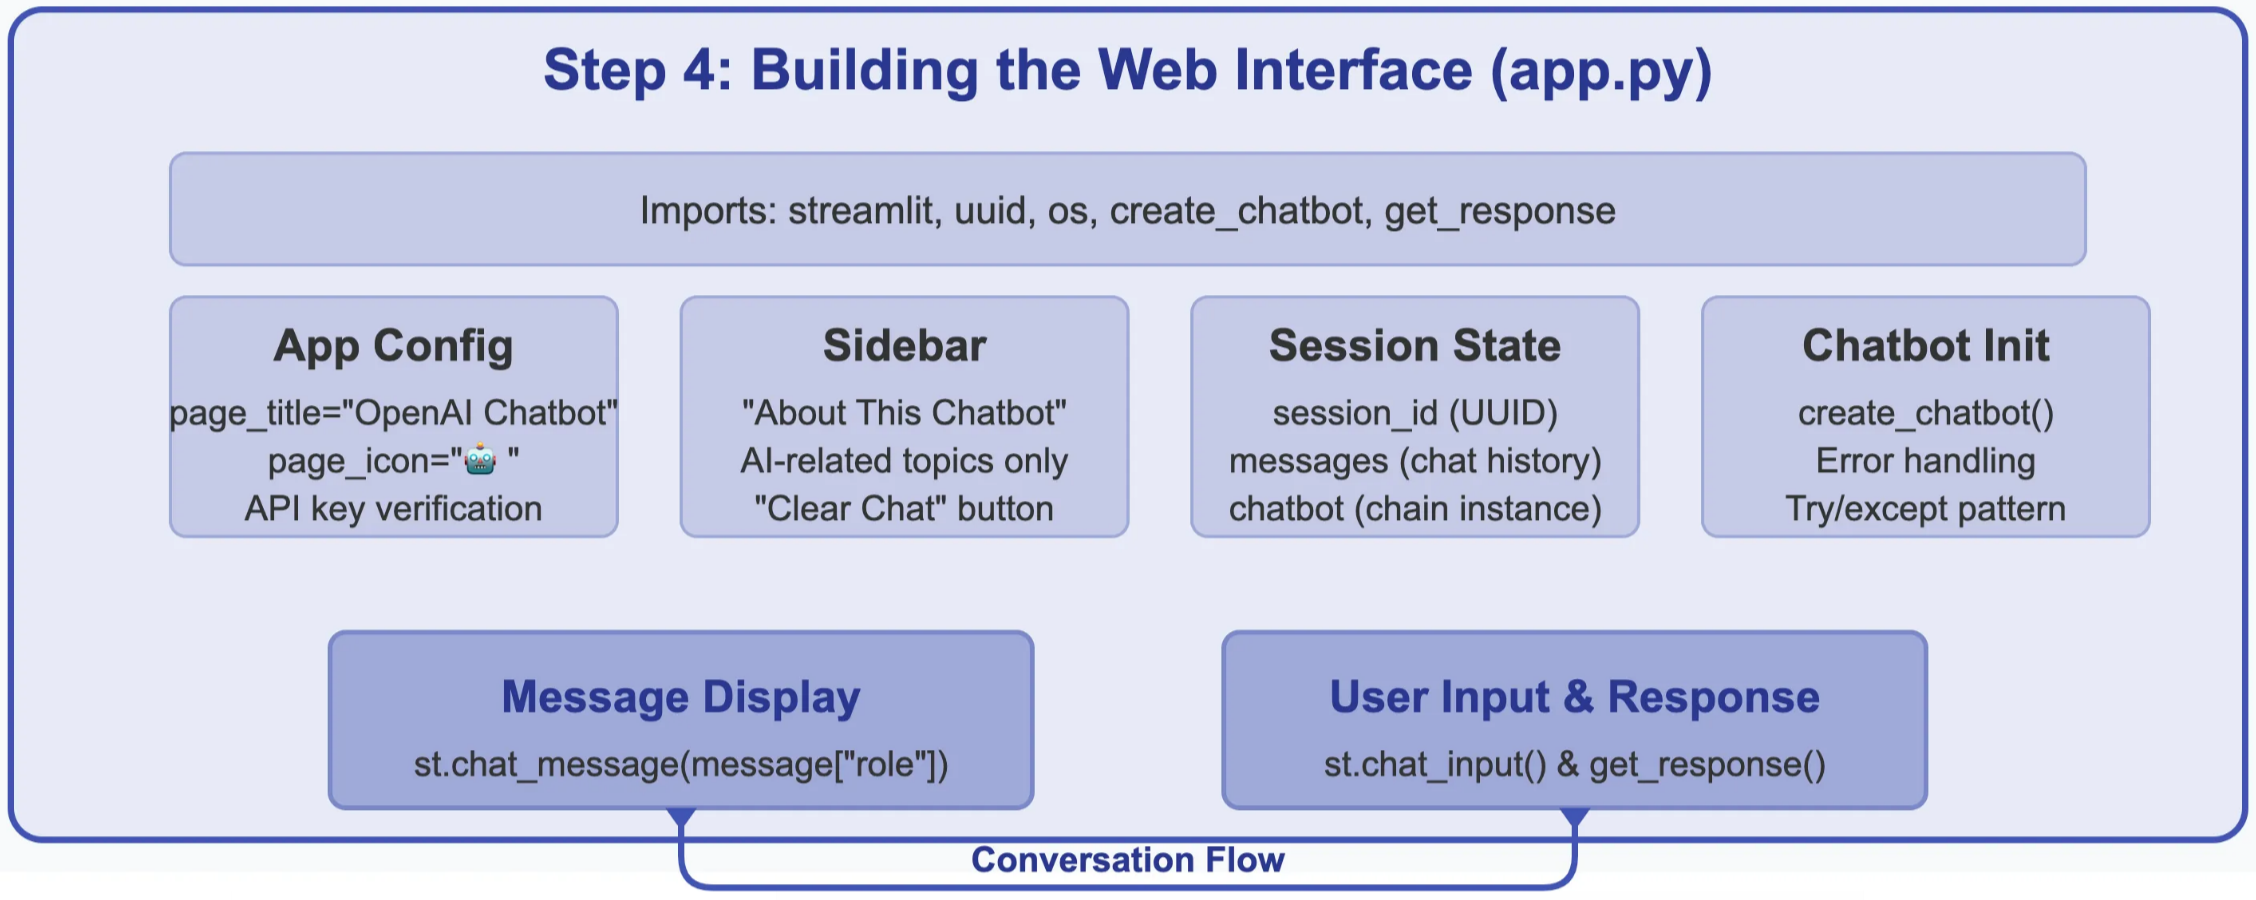 Step 4: Building the Web Interface (app.py)
Imports: streamlit, uuid, os, create_chatbot, get_response
App Config
page_title="OpenAI Chatbot"
page_icon="🤖 "
API key verification
Sidebar
"About This Chatbot"
AI-related topics only
"Clear Chat" button
Session State
session_id (UUID)
messages (chat history)
chatbot (chain instance)
Chatbot Init
create_chatbot()
Error handling
Try/except pattern
Message Display
st.chat_message(message["role"])
User Input & Response
st.chat_input() & get_response()
Conversation Flow